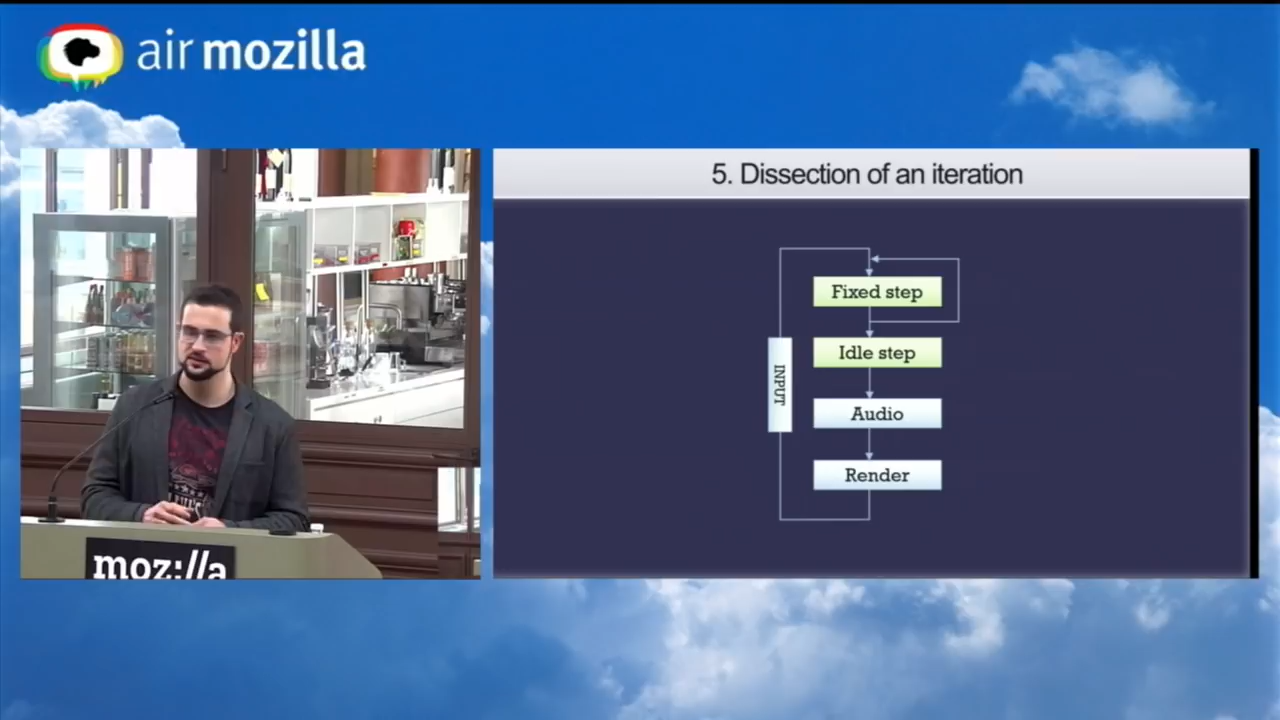 air mozilla
5. Dissection of an iteration
Fixed step
Idle step
INPUT
Audio
Render
moz://a